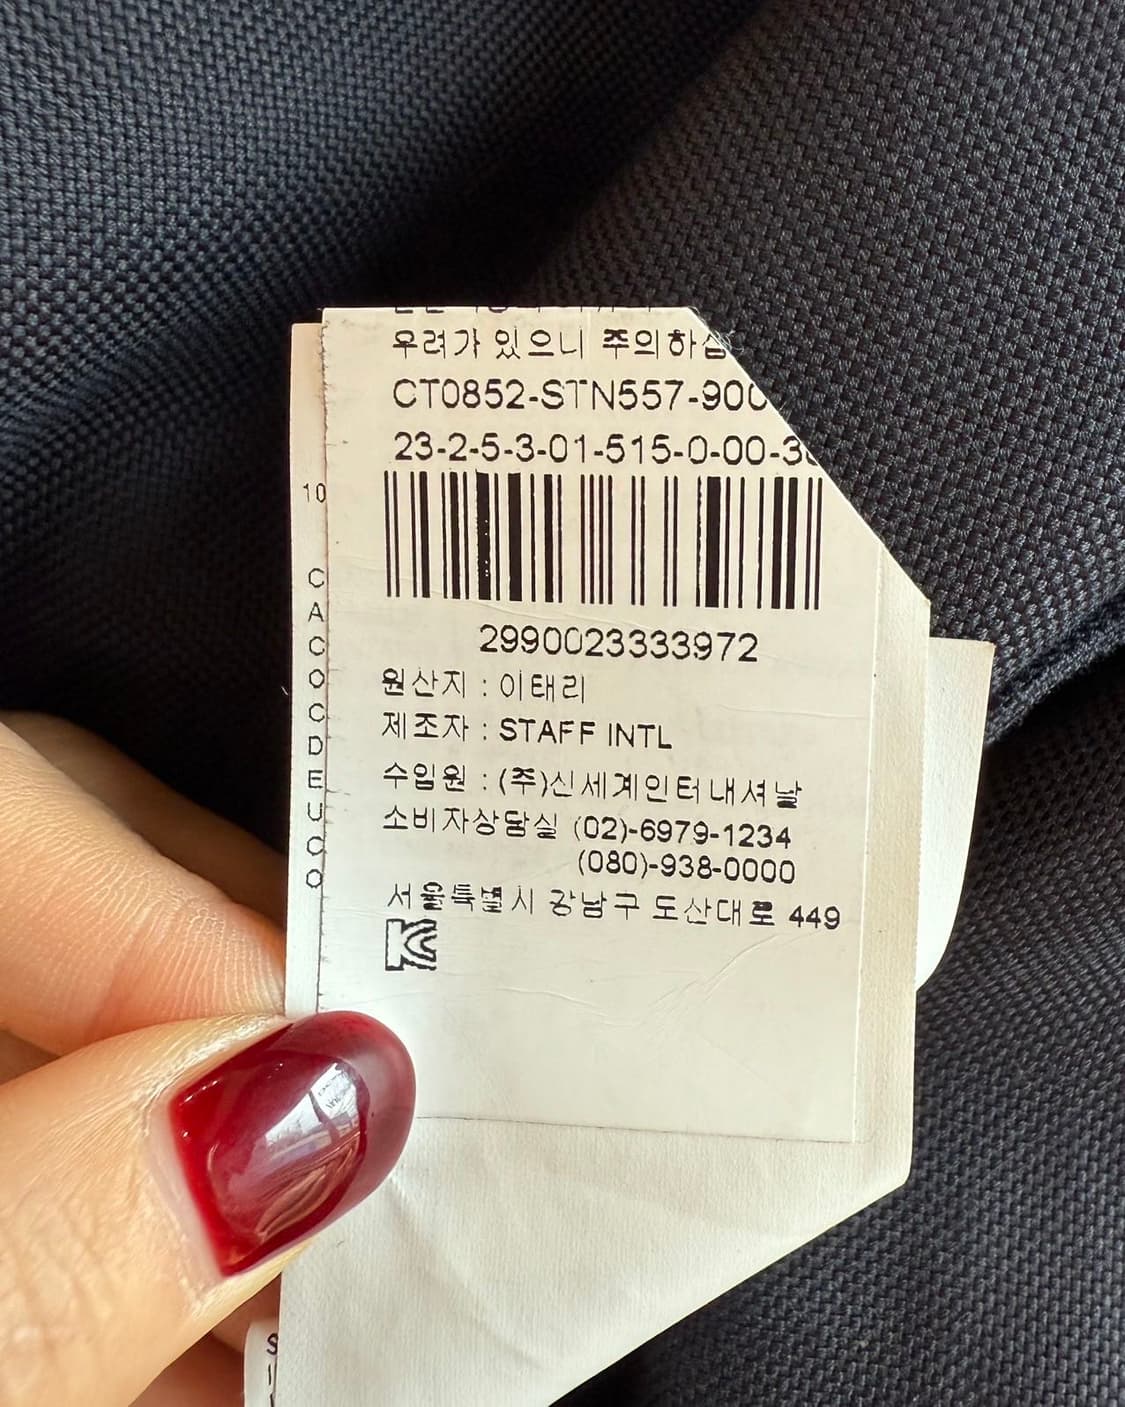 우려가 있으니 주의하십
CT0852-STN557-900
23-2-5-3-01-515-0-00-38
2990023333972
원산지 : 이태리
제조자 : STAFF INTL
수입원 : (주)신세계인터내셔날
소비자상담실 (02)-6979-1234
(080)-938-0000
서울특별시 강남구 도산대로 449
10
CACOCDEUCO
S